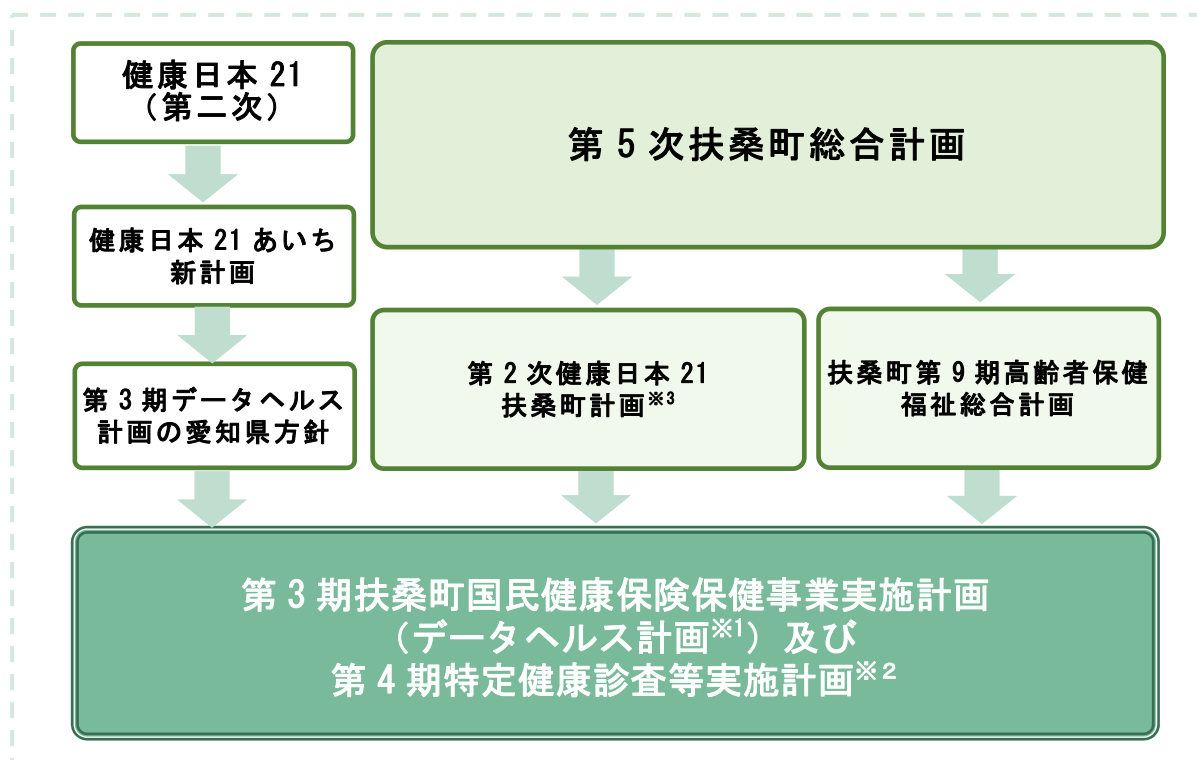 健康日本 21
（第二次）
第 5 次扶桑町総合計画
健康日本 21 あいち
新計画
第 3 期データヘルス
計画の愛知県方針
第 2 次健康日本 21
扶桑町計画※3
扶桑町第 9 期高齢者保健
福祉総合計画
第 3 期扶桑町国民健康保険保健事業実施計画
（データヘルス計画※1）及び
第 4 期特定健康診査等実施計画※２